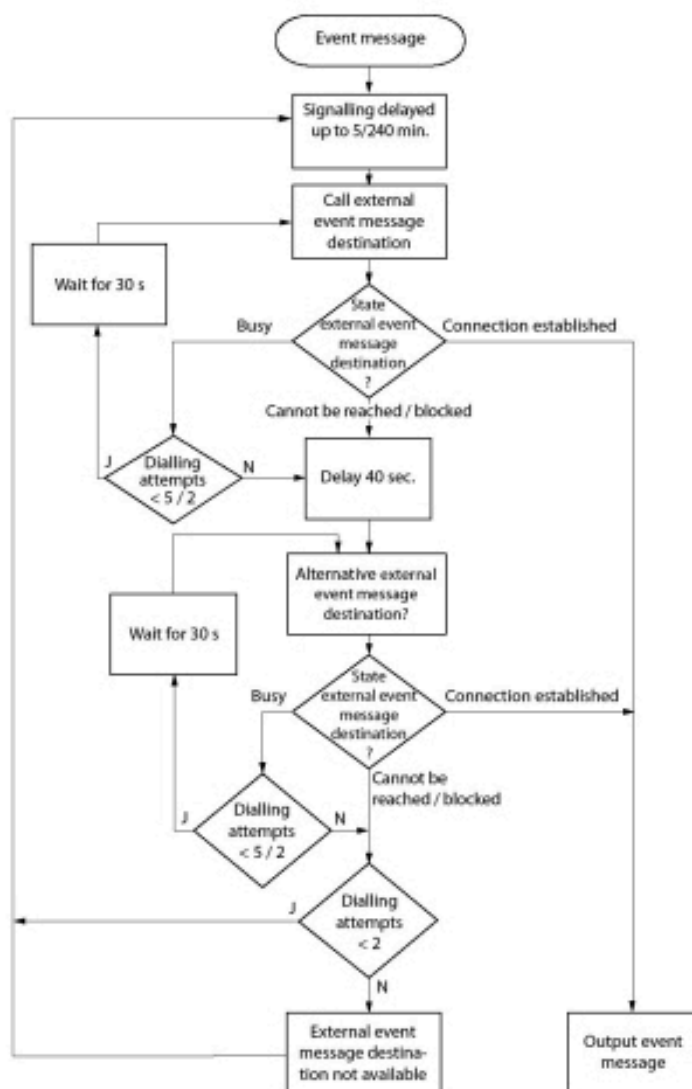 Event message
Signalling delayed
up to 5/240 min.
Call external
event message
destination
Wait for 30 s
State
external event
message
destination
?
Busy
Connection established
Cannot be reached / blocked
J
Dialling
attempts
< 5 / 2
N
Delay 40 sec.
Alternative external
event message
destination?
Wait for 30 s
State
external event
message
destination
?
Busy
Connection established
Cannot be
reached / blocked
J
Dialling
attempts
< 5 / 2
N
J
Dialling
attempts
< 2
N
External event
message destina-
tion not available
Output event
message